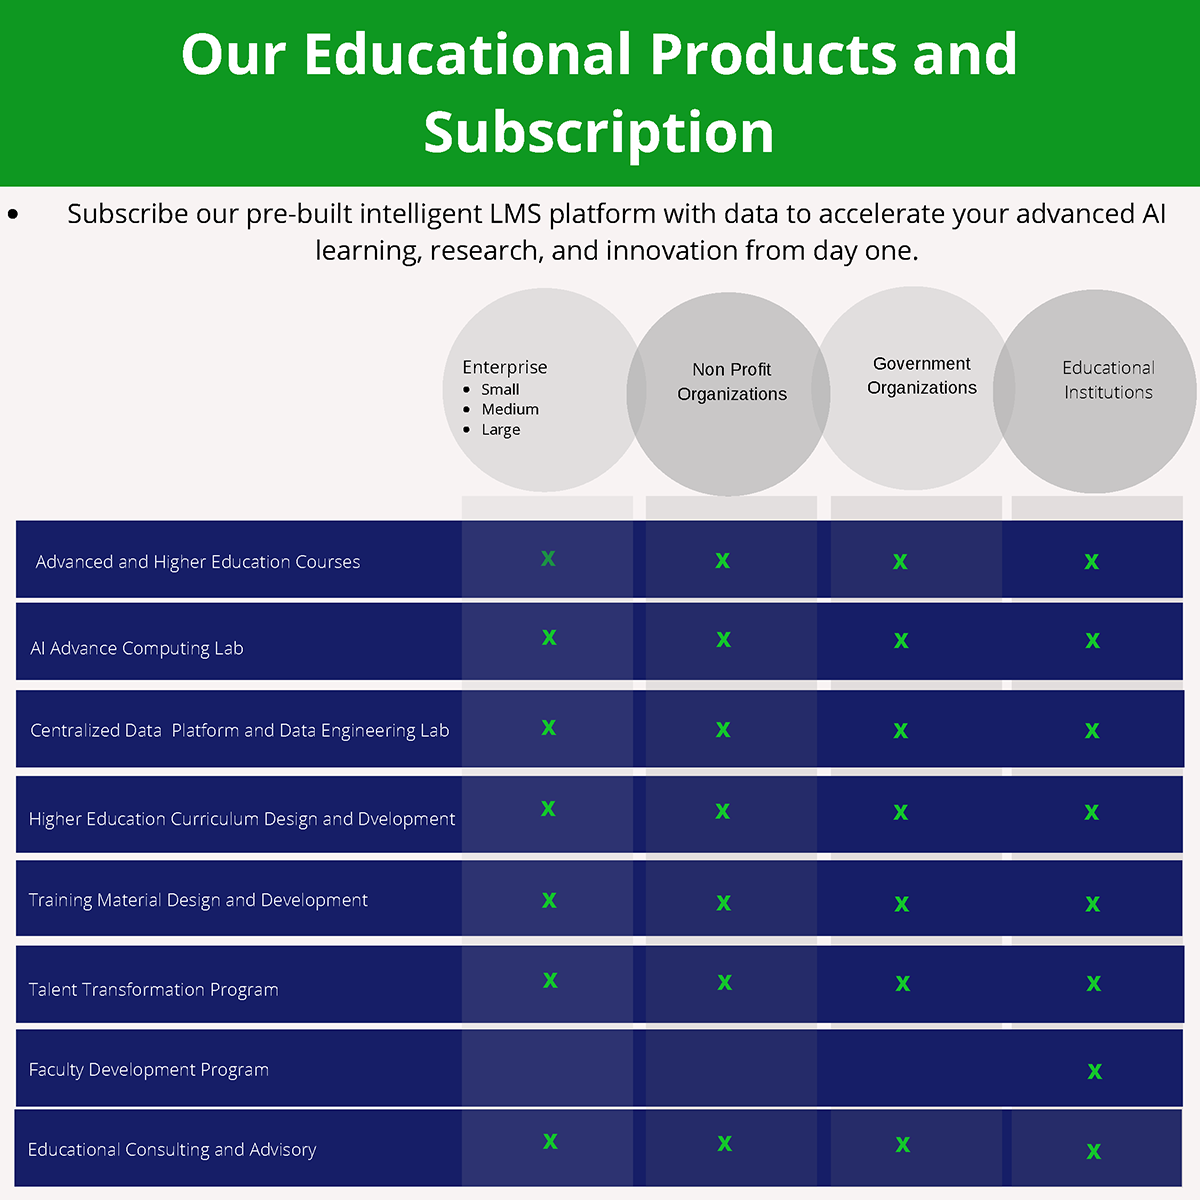 Our Educational Products and
Subscription
• Subscribe our pre-built intelligent LMS platform with data to accelerate your advanced AI
learning, research, and innovation from day one.
Enterprise
• Small
• Medium
• Large
Non Profit
Organizations
Government
Organizations
Educational
Institutions
Advanced and Higher Education Courses X X X X
AI Advance Computing Lab X X X X
Centralized Data Platform and Data Engineering Lab X X X X
Higher Education Curriculum Design and Dvelopment X X X X
Training Material Design and Development X X X X
Talent Transformation Program X X X X
Faculty Development Program X
Educational Consulting and Advisory X X X X